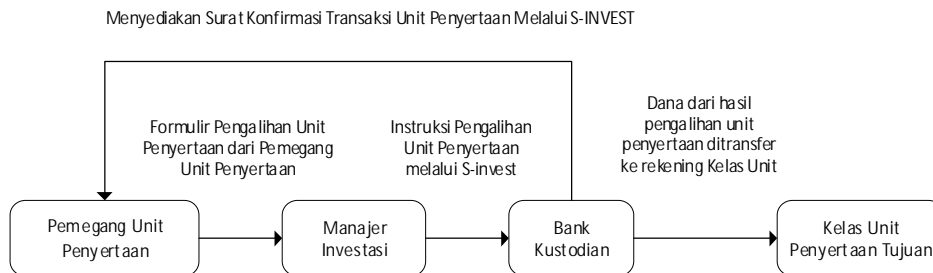 Menyediakan Surat Konfirmasi Transaksi Unit Penyertaan Melalui S-INVEST
Formulir Pengalihan Unit
Penyertaan dari Pemegang
Unit Penyertaan
Instruksi Pengalihan
Unit Penyertaan
melalui S-invest
Dana dari hasil
pengalihan unit
penyertaan ditransfer
ke rekening Kelas Unit
Pemegang Unit
Penyertaan
Manajer
Investasi
Bank
Kustodian
Kelas Unit
Penyertaan Tujuan